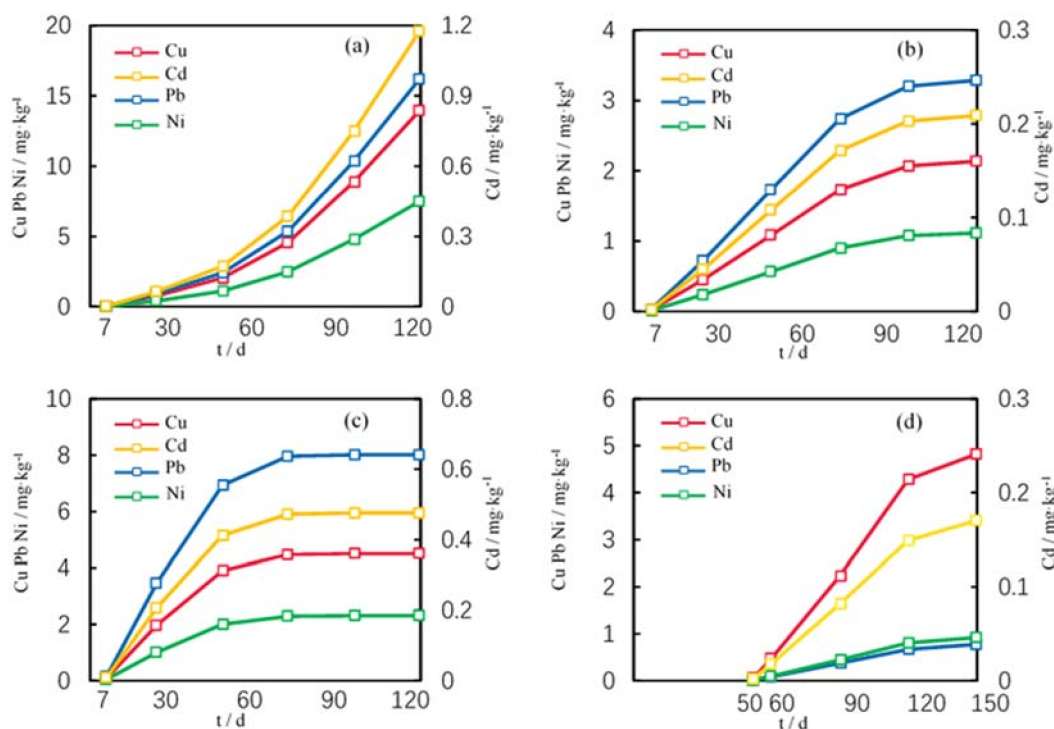 20
15
10
5
0
Cu Pb Ni / mg·kg⁻¹
Cu
Cd
Pb
Ni
(a)
1.2
0.9
0.6
0.3
0
Cd / mg·kg⁻¹
7 30 60 90 120
t / d
4
3
2
1
0
Cu Pb Ni / mg·kg⁻¹
Cu
Cd
Pb
Ni
(b)
0.3
0.2
0.1
0
Cd / mg·kg⁻¹
7 30 60 90 120
t / d
10
8
6
4
2
0
Cu Pb Ni / mg·kg⁻¹
Cu
Cd
Pb
Ni
(c)
0.8
0.6
0.4
0.2
0
Cd / mg·kg⁻¹
7 30 60 90 120
t / d
6
5
4
3
2
1
0
Cu Pb Ni / mg·kg⁻¹
Cu
Cd
Pb
Ni
(d)
0.3
0.2
0.1
0
Cd / mg·kg⁻¹
50 60 90 120 150
t / d